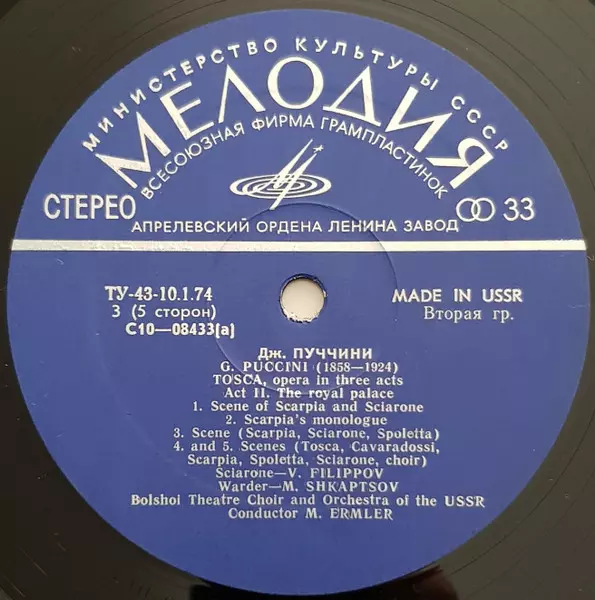 МИНИСТЕРСТВО КУЛЬТУРЫ СССР
МЕЛОДИЯ
ВСЕСОЮЗНАЯ ФИРМА ГРАМПЛАСТИНОК
СТЕРЕО
33
АПРЕЛЕВСКИЙ ОРДЕНА ЛЕНИНА ЗАВОД
ТУ-43-10.1.74
3 (5 сторон)
С10—08433(а)
MADE IN USSR
Вторая гр.
Дж. ПУЧЧИНИ
G. PUCCINI (1858—1924)
TOSCA, opera in three acts
Act II. The royal palace
1. Scene of Scarpia and Sciarone
2. Scarpia's monologue
3. Scene (Scarpia, Sciarone, Spoletta)
4. and 5. Scenes (Tosca, Cavaradossi,
Scarpia, Spoletta, Sciarone, choir)
Sciarone—V. FILIPPOV
Warder—M. SHKAPTSOV
Bolshoi Theatre Choir and Orchestra of the USSR
Conductor M. ERMLER